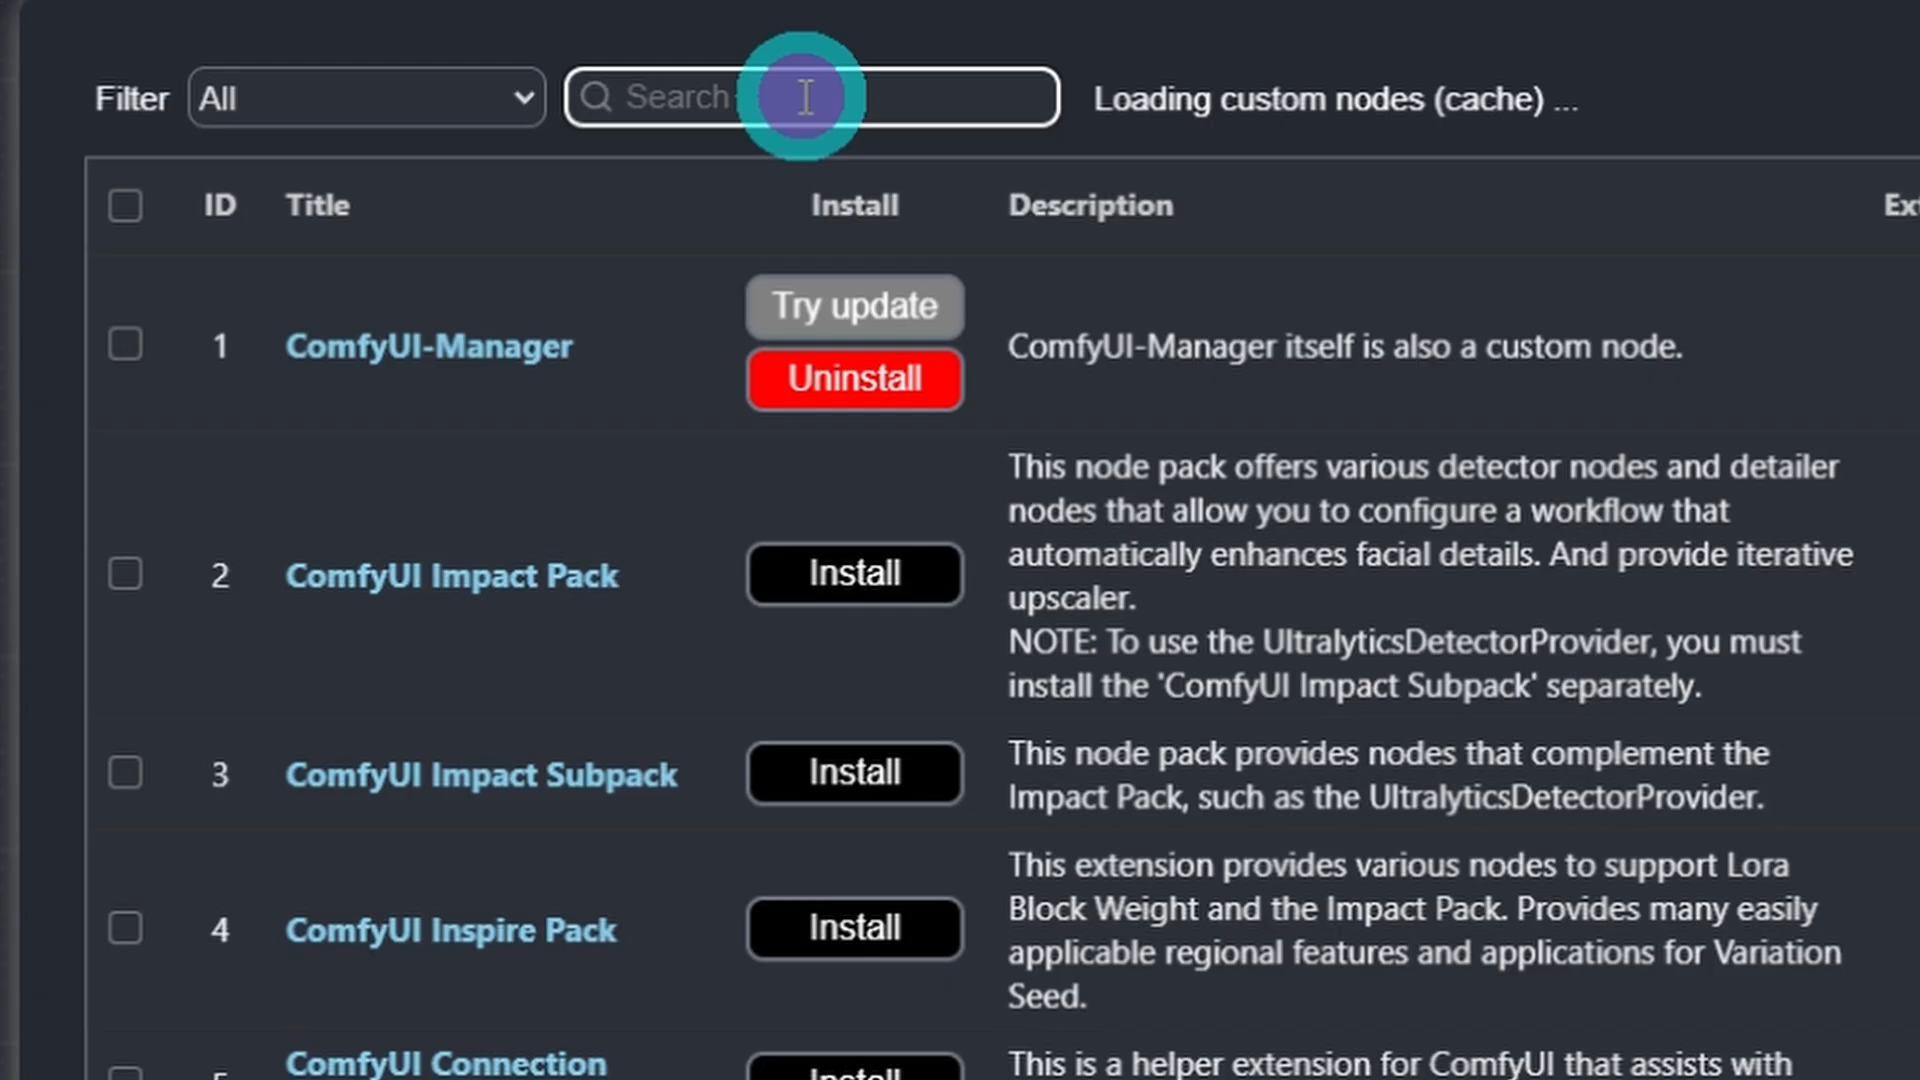 Filter All Search Loading custom nodes (cache) ...
ID Title Install Description
Try update
1 ComfyUI-Manager ComfyUI-Manager itself is also a custom node.
Uninstall
This node pack offers various detector nodes and detailer
nodes that allow you to configure a workflow that
automatically enhances facial details. And provide iterative
upscaler.
2 ComfyUI Impact Pack Install
NOTE: To use the UltralyticsDetectorProvider, you must
install the 'ComfyUI Impact Subpack' separately.
3 ComfyUI Impact Subpack Install
This node pack provides nodes that complement the
Impact Pack, such as the UltralyticsDetectorProvider.
4 ComfyUI Inspire Pack Install
This extension provides various nodes to support Lora
Block Weight and the Impact Pack. Provides many easily
applicable regional features and applications for Variation
Seed.
ComfyUI Connection Install
This is a helper extension for ComfyUI that assists with